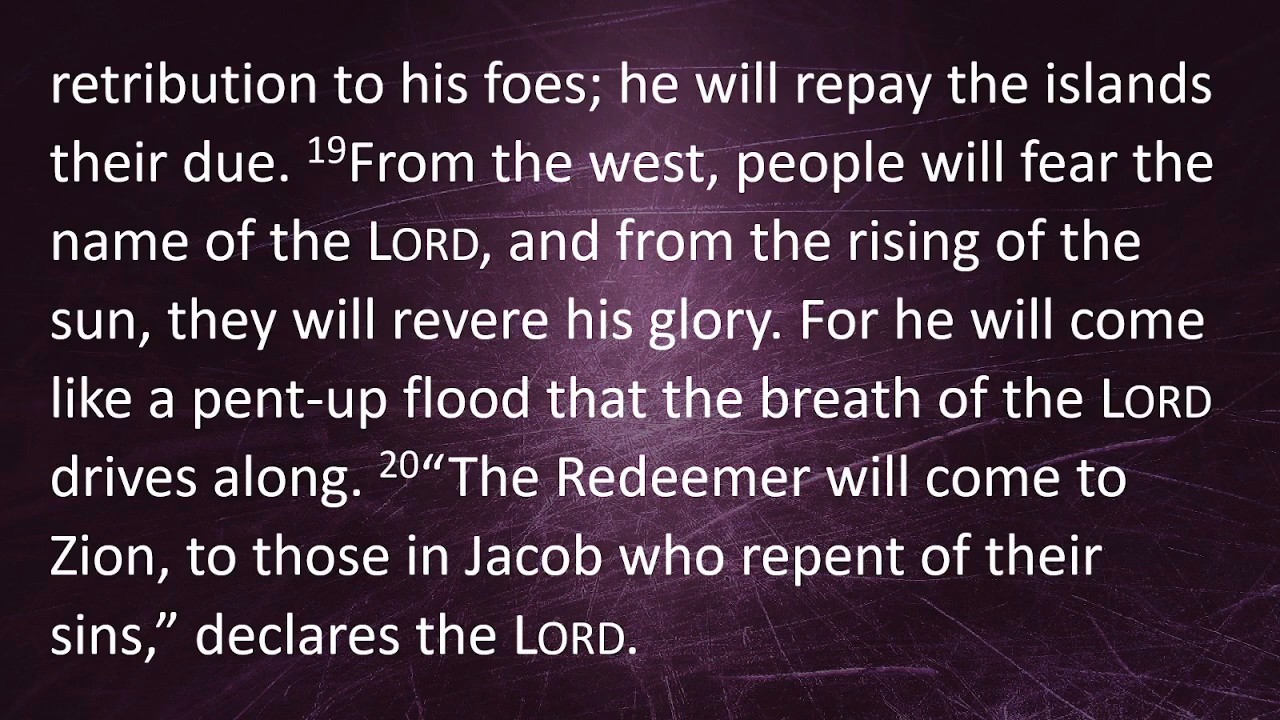 retribution to his foes; he will repay the islands
their due. ¹⁹From the west, people will fear the
name of the LORD, and from the rising of the
sun, they will revere his glory. For he will come
like a pent-up flood that the breath of the LORD
drives along. ²⁰“The Redeemer will come to
Zion, to those in Jacob who repent of their
sins,” declares the LORD.